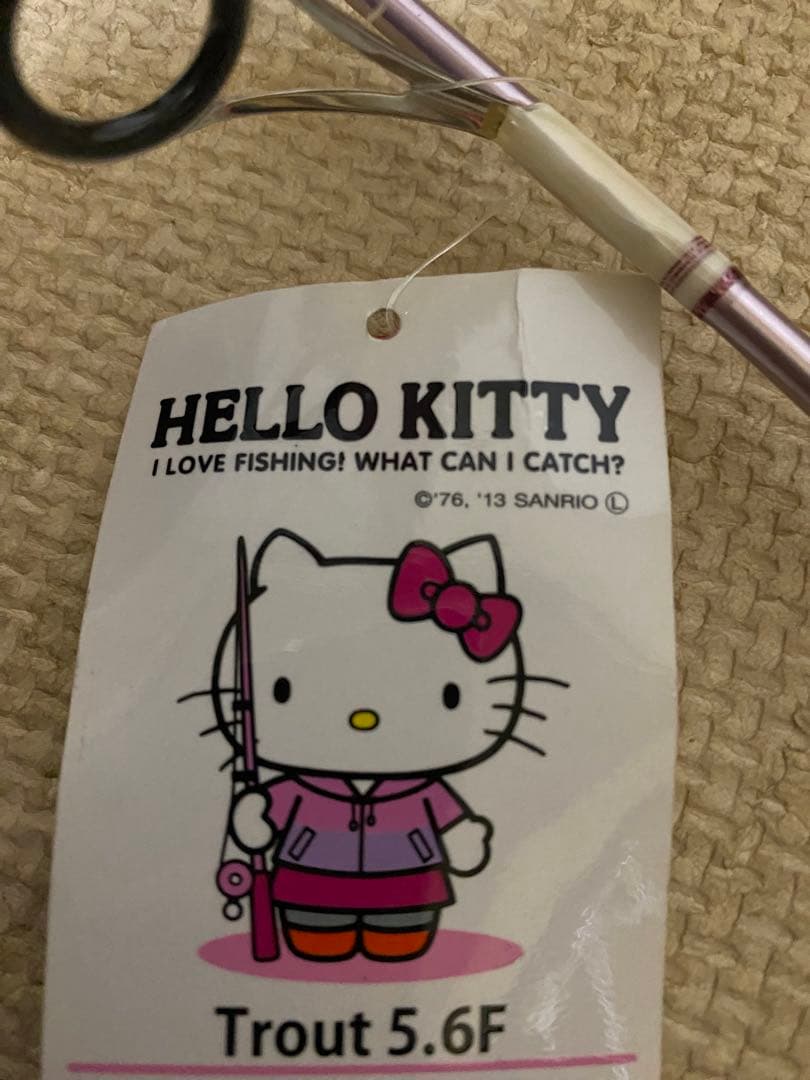 HELLO KITTY
I LOVE FISHING! WHAT CAN I CATCH?
©'76, '13 SANRIO Ⓛ
Trout 5.6F